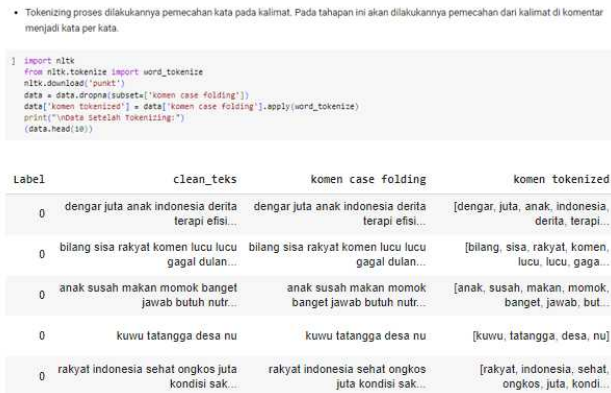 • Tokenizing proses dilakukannya pemecahan kata pada kalimat. Pada tahapan ini akan dilakukannya pemecahan dari kalimat di komentar
menjadi kata per kata.
] import nltk
from nltk.tokenize import word_tokenize
nltk.download('punkt')
data = data.dropna(subset=['komen case folding'])
data['komen tokenized'] = data['komen case folding'].apply(word_tokenize)
print("\nData Setelah Tokenizing:")
(data.head(10))
Label clean_teks komen case folding komen tokenized
0 dengar juta anak indonesia derita dengar juta anak indonesia derita [dengar, juta, anak, indonesia,
terapi efisi... terapi efisi... derita, terapi...
0 bilang sisa rakyat komen lucu lucu bilang sisa rakyat komen lucu lucu [bilang, sisa, rakyat, komen,
gagal dulan... gagal dulan... lucu, lucu, gaga...
0 anak susah makan momok banget anak susah makan momok [anak, susah, makan, momok,
jawab butuh nutr... banget jawab butuh nutr... banget, jawab, but...
0 kuwu tatangga desa nu kuwu tatangga desa nu [kuwu, tatangga, desa, nu]
0 rakyat indonesia sehat ongkos juta rakyat indonesia sehat ongkos [rakyat, indonesia, sehat,
kondisi sak... juta kondisi sak... ongkos, juta, kondi...